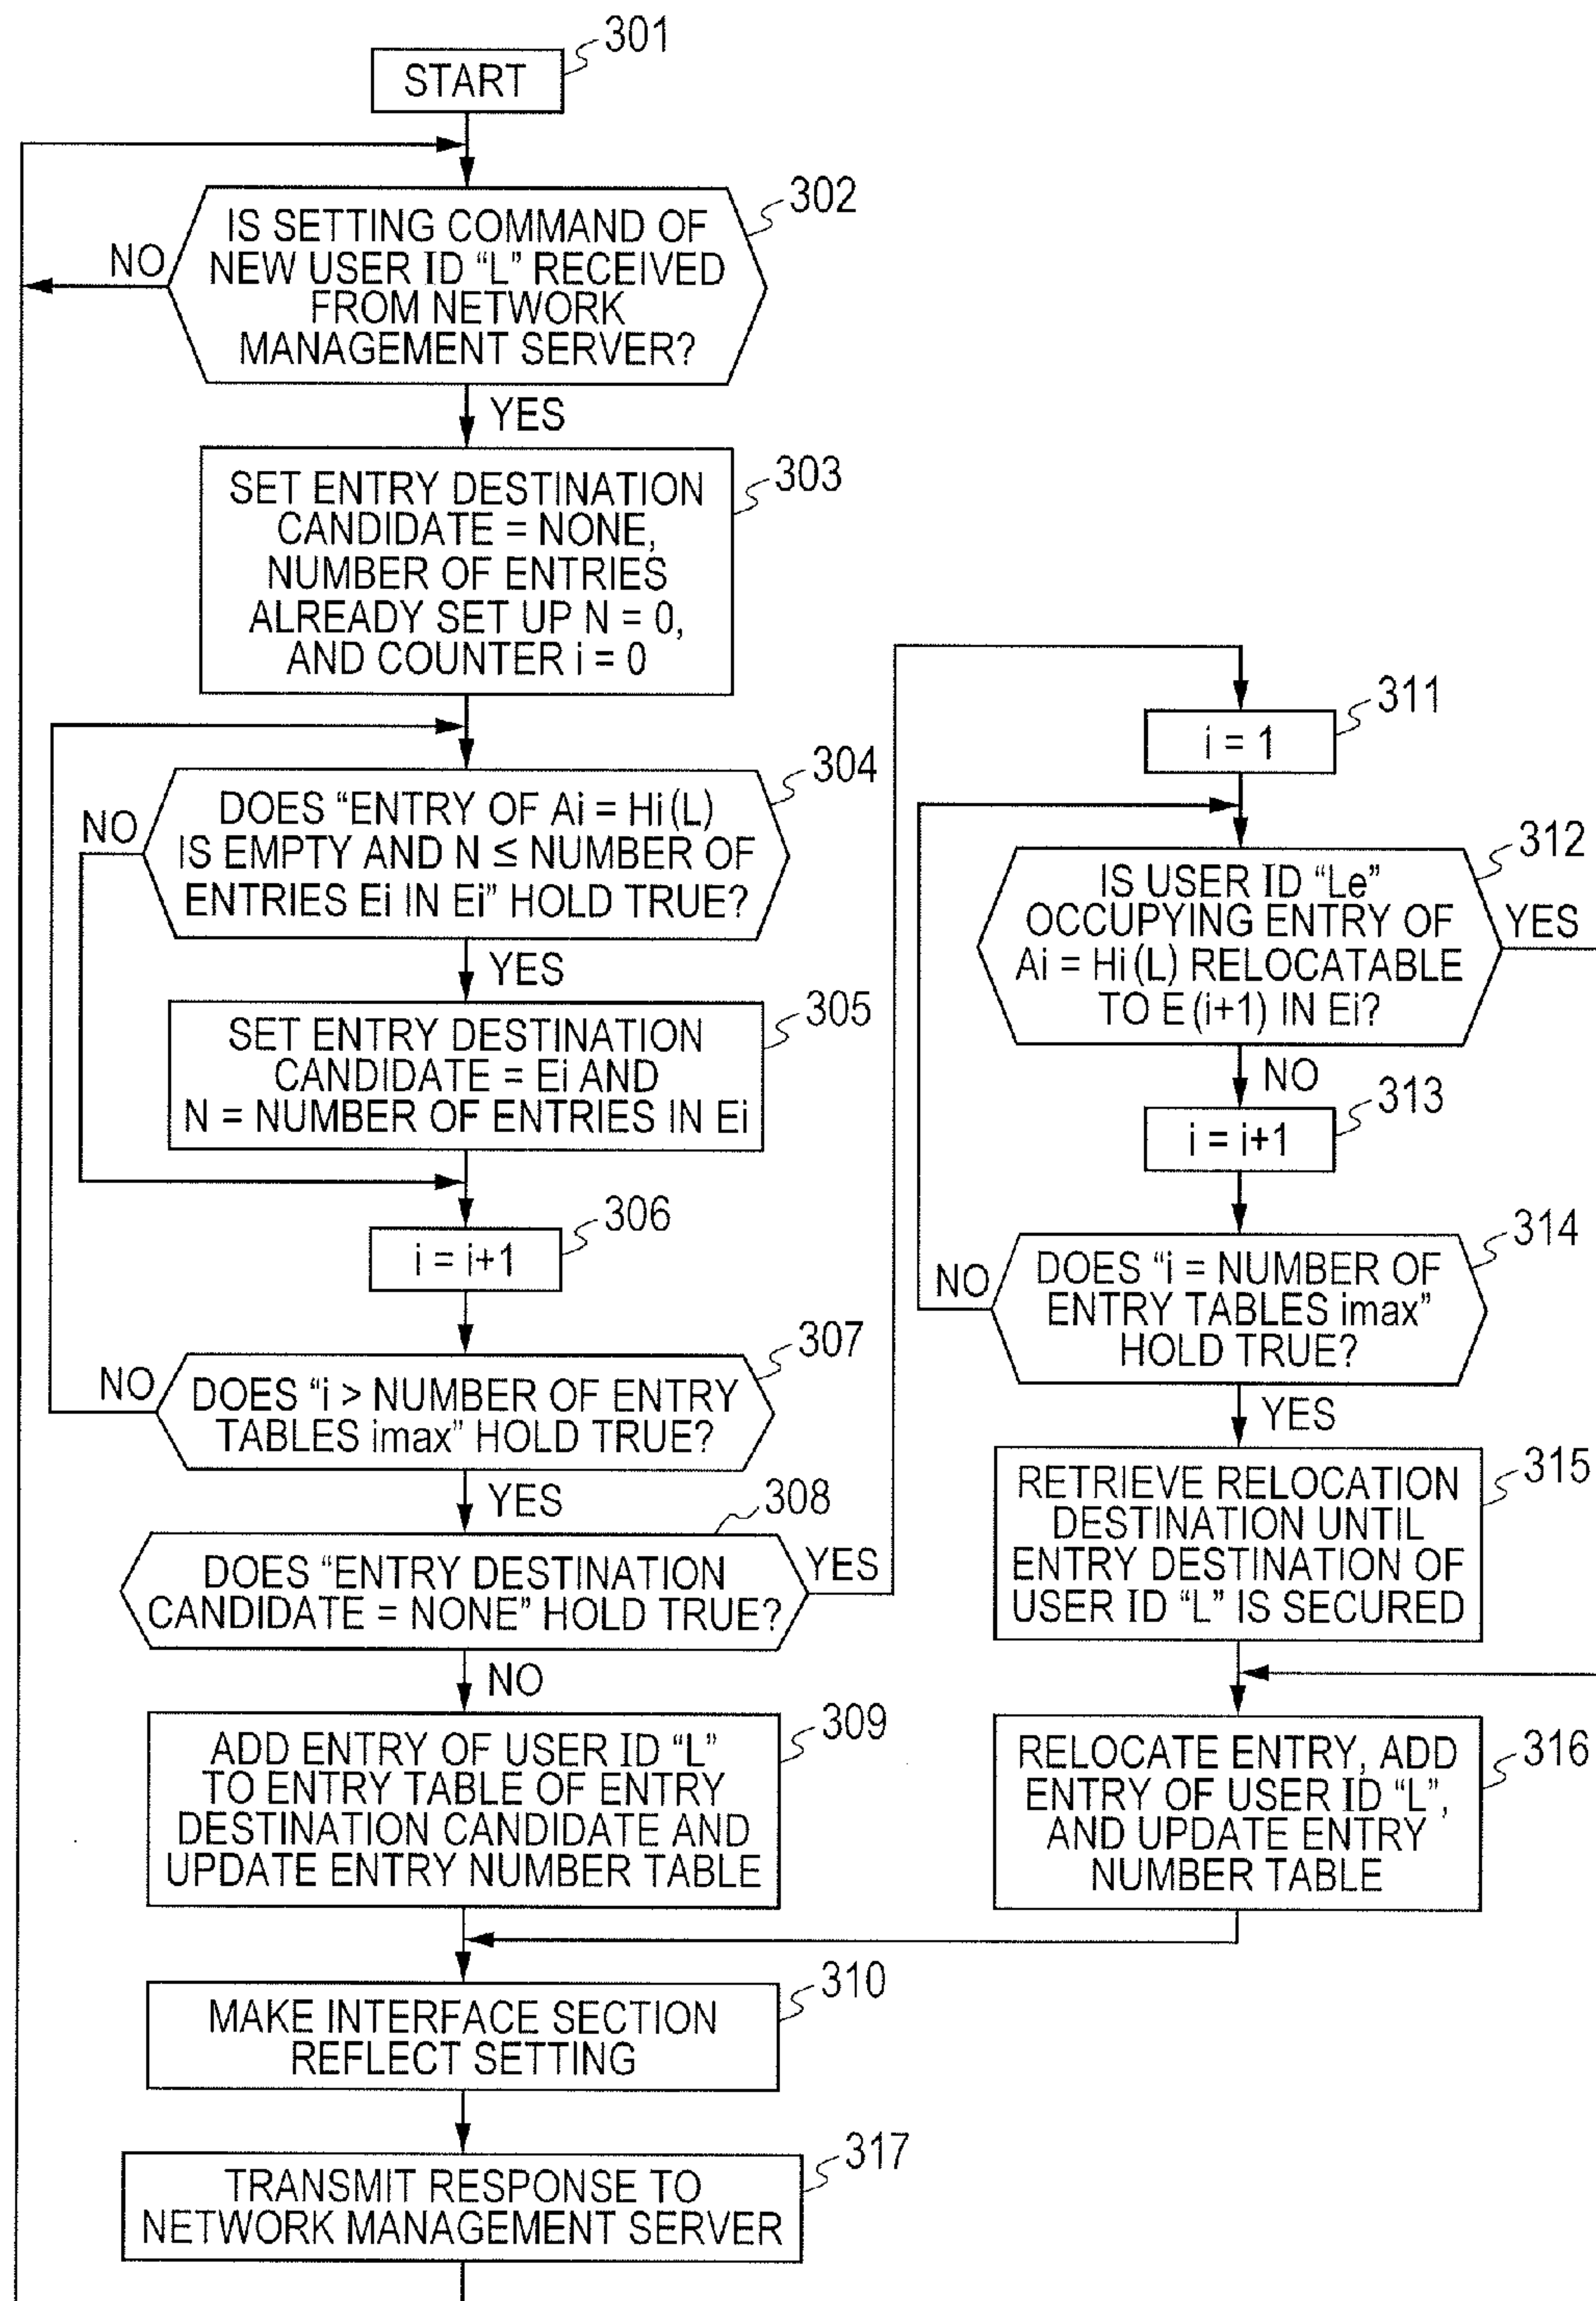 301
START
302
IS SETTING COMMAND OF
NEW USER ID “L” RECEIVED
FROM NETWORK
MANAGEMENT SERVER?
NO
YES
303
SET ENTRY DESTINATION
CANDIDATE = NONE,
NUMBER OF ENTRIES
ALREADY SET UP N = 0,
AND COUNTER i = 0
304
DOES “ENTRY OF Ai = Hi(L)
IS EMPTY AND N ≤ NUMBER OF
ENTRIES Ei IN Ei” HOLD TRUE?
NO
YES
305
SET ENTRY DESTINATION
CANDIDATE = Ei AND
N = NUMBER OF ENTRIES IN Ei
306
i = i+1
307
DOES “i > NUMBER OF ENTRY
TABLES imax” HOLD TRUE?
NO
YES
308
DOES “ENTRY DESTINATION
CANDIDATE = NONE” HOLD TRUE?
YES
NO
309
ADD ENTRY OF USER ID “L”
TO ENTRY TABLE OF ENTRY
DESTINATION CANDIDATE AND
UPDATE ENTRY NUMBER TABLE
310
MAKE INTERFACE SECTION
REFLECT SETTING
317
TRANSMIT RESPONSE TO
NETWORK MANAGEMENT SERVER
311
i = 1
312
IS USER ID “Le”
OCCUPYING ENTRY OF
Ai = Hi(L) RELOCATABLE
TO E(i+1) IN Ei?
YES
NO
313
i = i+1
314
DOES “i = NUMBER OF
ENTRY TABLES imax”
HOLD TRUE?
NO
YES
315
RETRIEVE RELOCATION
DESTINATION UNTIL
ENTRY DESTINATION OF
USER ID “L” IS SECURED
316
RELOCATE ENTRY, ADD
ENTRY OF USER ID “L”,
AND UPDATE ENTRY
NUMBER TABLE